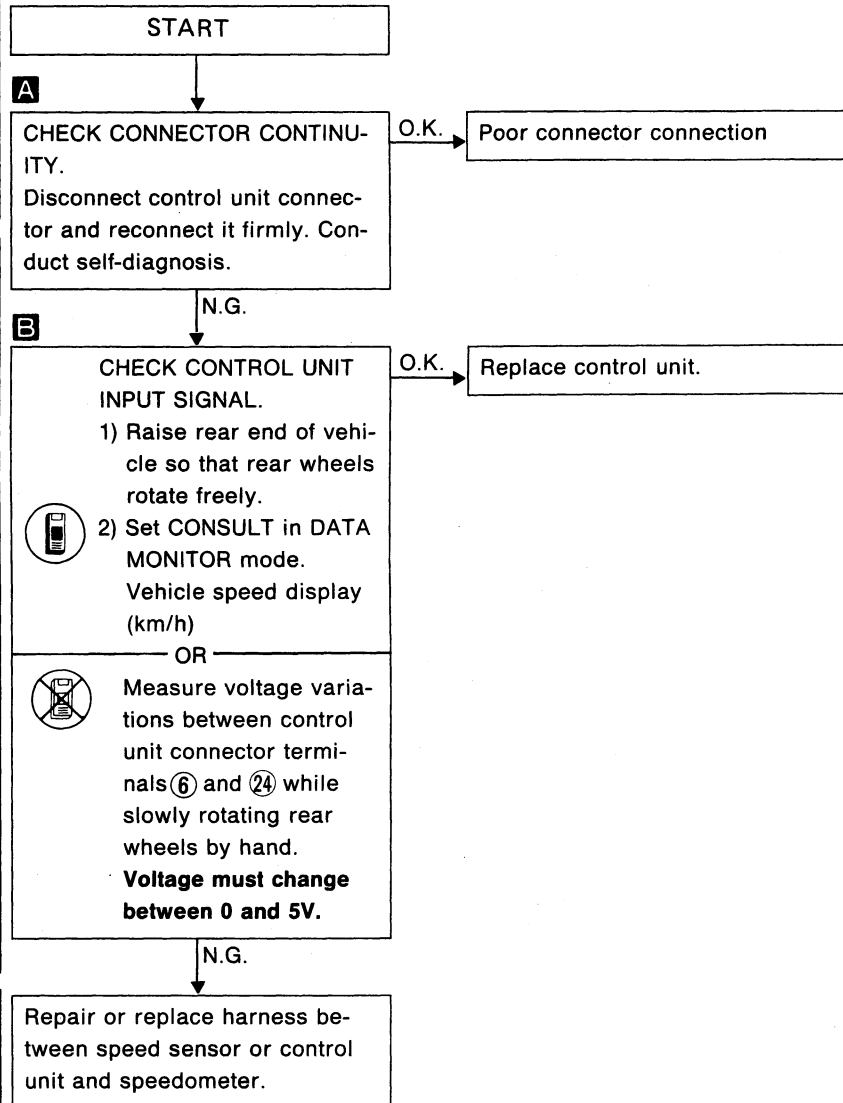 START
A
CHECK CONNECTOR CONTINU-
ITY.
Disconnect control unit connec-
tor and reconnect it firmly. Con-
duct self-diagnosis.
O.K.
Poor connector connection
N.G.
B
CHECK CONTROL UNIT
INPUT SIGNAL.
1) Raise rear end of vehi-
cle so that rear wheels
rotate freely.
2) Set CONSULT in DATA
MONITOR mode.
Vehicle speed display
(km/h)
OR
Measure voltage varia-
tions between control
unit connector termi-
nals ⑥ and ㉔ while
slowly rotating rear
wheels by hand.
Voltage must change
between 0 and 5V.
O.K.
Replace control unit.
N.G.
Repair or replace harness be-
tween speed sensor or control
unit and speedometer.